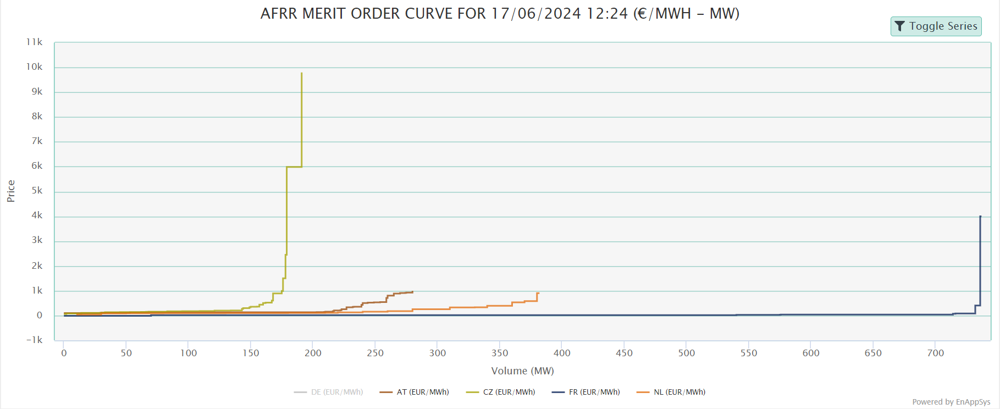 AFRR MERIT ORDER CURVE FOR 17/06/2024 12:24 (€/MWH - MW)
Toggle Series
11k
10k
9k
8k
7k
6k
5k
4k
3k
2k
1k
0
-1k
Price
0 50 100 150 200 250 300 350 400 450 500 550 600 650 700
Volume (MW)
DE (EUR/MWh) AT (EUR/MWh) CZ (EUR/MWh) FR (EUR/MWh) NL (EUR/MWh)
Powered by EnAppSys